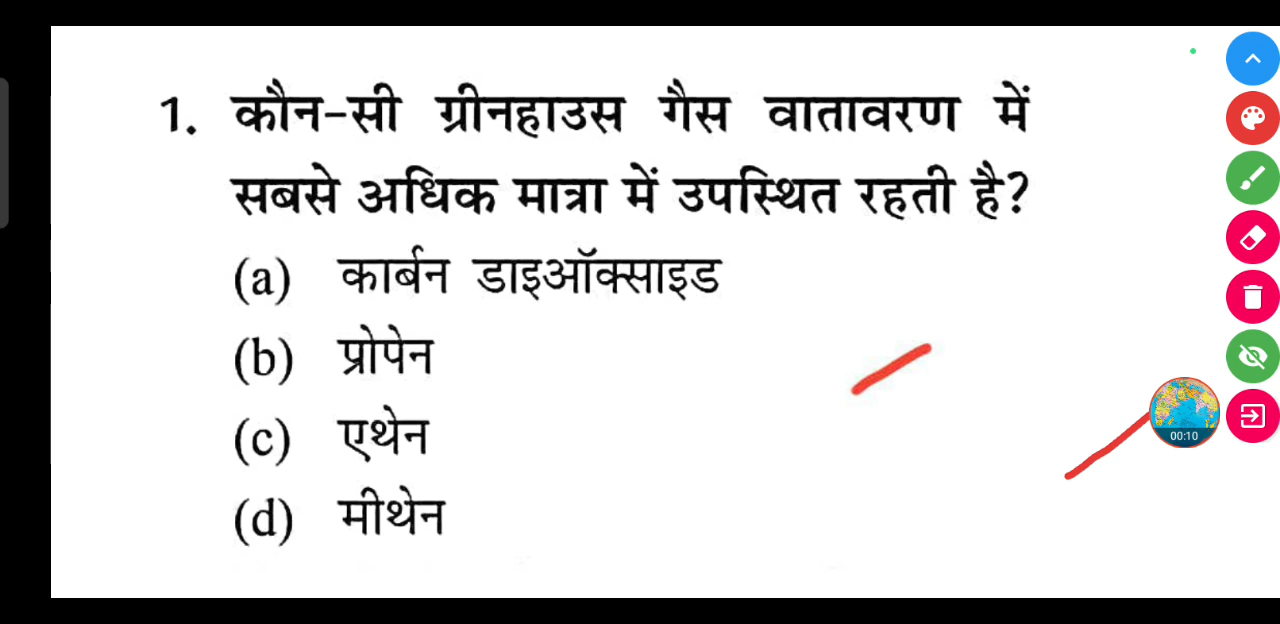 1. कौन-सी ग्रीनहाउस गैस वातावरण में
सबसे अधिक मात्रा में उपस्थित रहती है?
(a) कार्बन डाइऑक्साइड
(b) प्रोपेन
(c) एथेन
(d) मीथेन
00:10